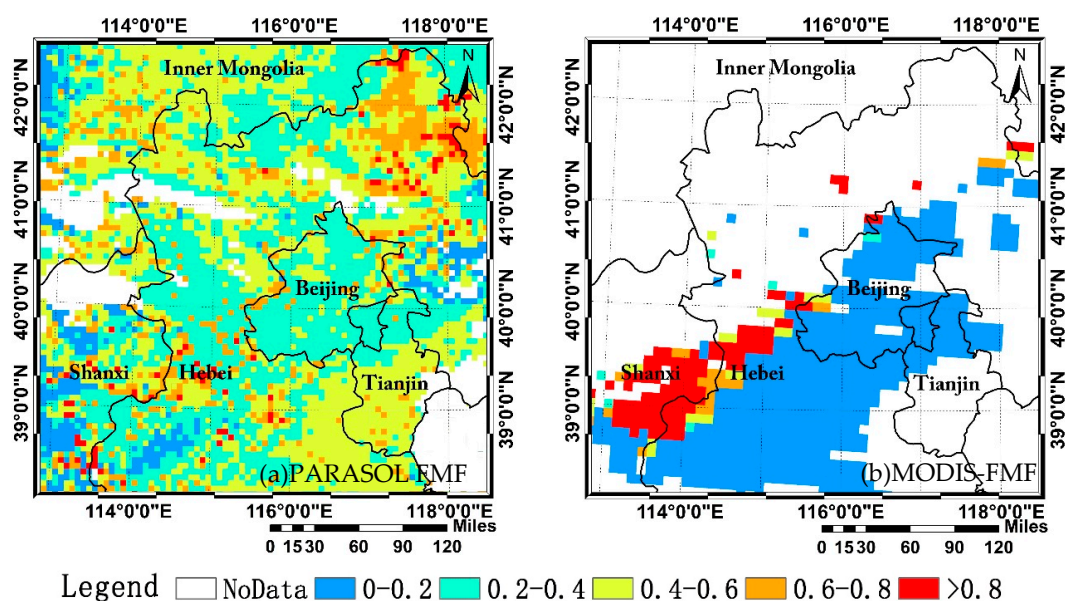 114°0'0"E 116°0'0"E 118°0'0"E
42°0'0"N
41°0'0"N
40°0'0"N
39°0'0"N
N
Inner Mongolia
Beijing
Shanxi Hebei
Tianjin
(a)PARASOL FMF
42°0'0"N
41°0'0"N
40°0'0"N
39°0'0"N
114°0'0"E 116°0'0"E 118°0'0"E
Miles
0 15 30 60 90 120
114°0'0"E 116°0'0"E 118°0'0"E
42°0'0"N
41°0'0"N
40°0'0"N
39°0'0"N
N
Inner Mongolia
Beijing
Shanxi Hebei
Tianjin
(b)MODIS-FMF
42°0'0"N
41°0'0"N
40°0'0"N
39°0'0"N
114°0'0"E 116°0'0"E 118°0'0"E
Miles
0 15 30 60 90 120
Legend NoData 0-0.2 0.2-0.4 0.4-0.6 0.6-0.8 >0.8